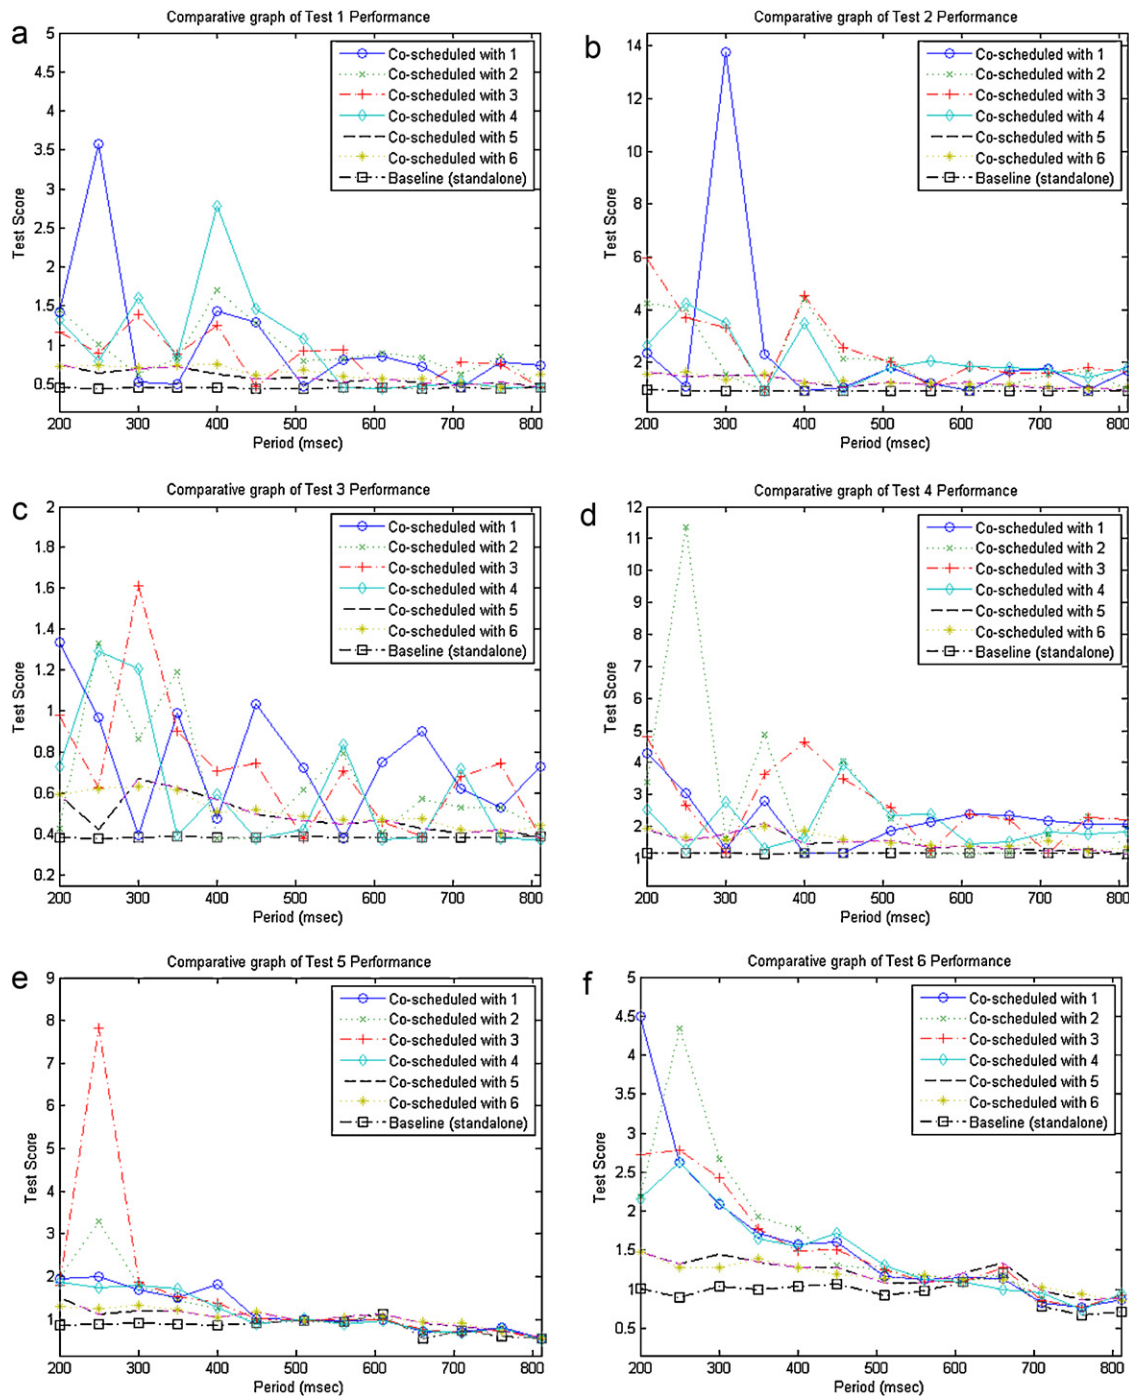 a
Comparative graph of Test 1 Performance
5
4.5
4
3.5
3
2.5
2
1.5
1
0.5
Test Score
Co-scheduled with 1
Co-scheduled with 2
Co-scheduled with 3
Co-scheduled with 4
Co-scheduled with 5
Co-scheduled with 6
Baseline (standalone)
200 300 400 500 600 700 800
Period (msec)
b
Comparative graph of Test 2 Performance
14
12
10
8
6
4
2
Test Score
Co-scheduled with 1
Co-scheduled with 2
Co-scheduled with 3
Co-scheduled with 4
Co-scheduled with 5
Co-scheduled with 6
Baseline (standalone)
200 300 400 500 600 700 800
Period (msec)
c
Comparative graph of Test 3 Performance
2
1.8
1.6
1.4
1.2
1
0.8
0.6
0.4
0.2
Test Score
Co-scheduled with 1
Co-scheduled with 2
Co-scheduled with 3
Co-scheduled with 4
Co-scheduled with 5
Co-scheduled with 6
Baseline (standalone)
200 300 400 500 600 700 800
Period (msec)
d
Comparative graph of Test 4 Performance
12
11
10
9
8
7
6
5
4
3
2
1
Test Score
Co-scheduled with 1
Co-scheduled with 2
Co-scheduled with 3
Co-scheduled with 4
Co-scheduled with 5
Co-scheduled with 6
Baseline (standalone)
200 300 400 500 600 700 800
Period (msec)
e
Comparative graph of Test 5 Performance
9
8
7
6
5
4
3
2
1
Test Score
Co-scheduled with 1
Co-scheduled with 2
Co-scheduled with 3
Co-scheduled with 4
Co-scheduled with 5
Co-scheduled with 6
Baseline (standalone)
200 300 400 500 600 700 800
Period (msec)
f
Comparative graph of Test 6 Performance
5
4.5
4
3.5
3
2.5
2
1.5
1
0.5
Test Score
Co-scheduled with 1
Co-scheduled with 2
Co-scheduled with 3
Co-scheduled with 4
Co-scheduled with 5
Co-scheduled with 6
Baseline (standalone)
200 300 400 500 600 700 800
Period (msec)